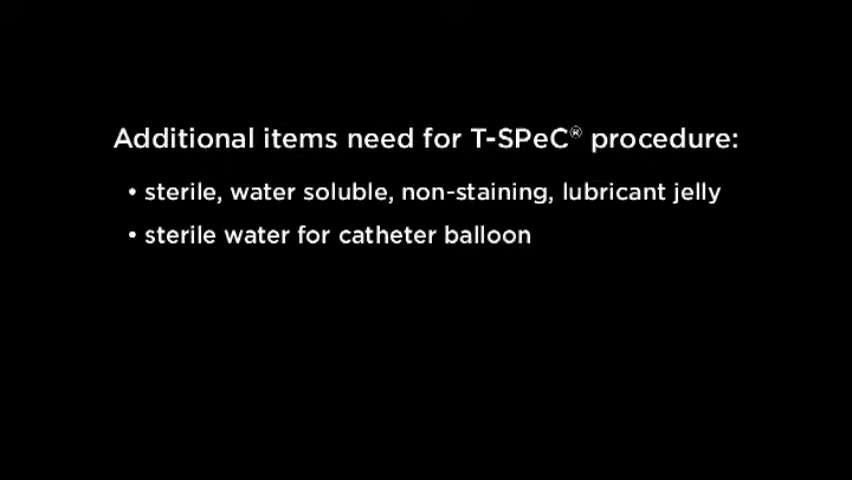 Additional items need for T-SPeC® procedure:
• sterile, water soluble, non-staining, lubricant jelly
• sterile water for catheter balloon